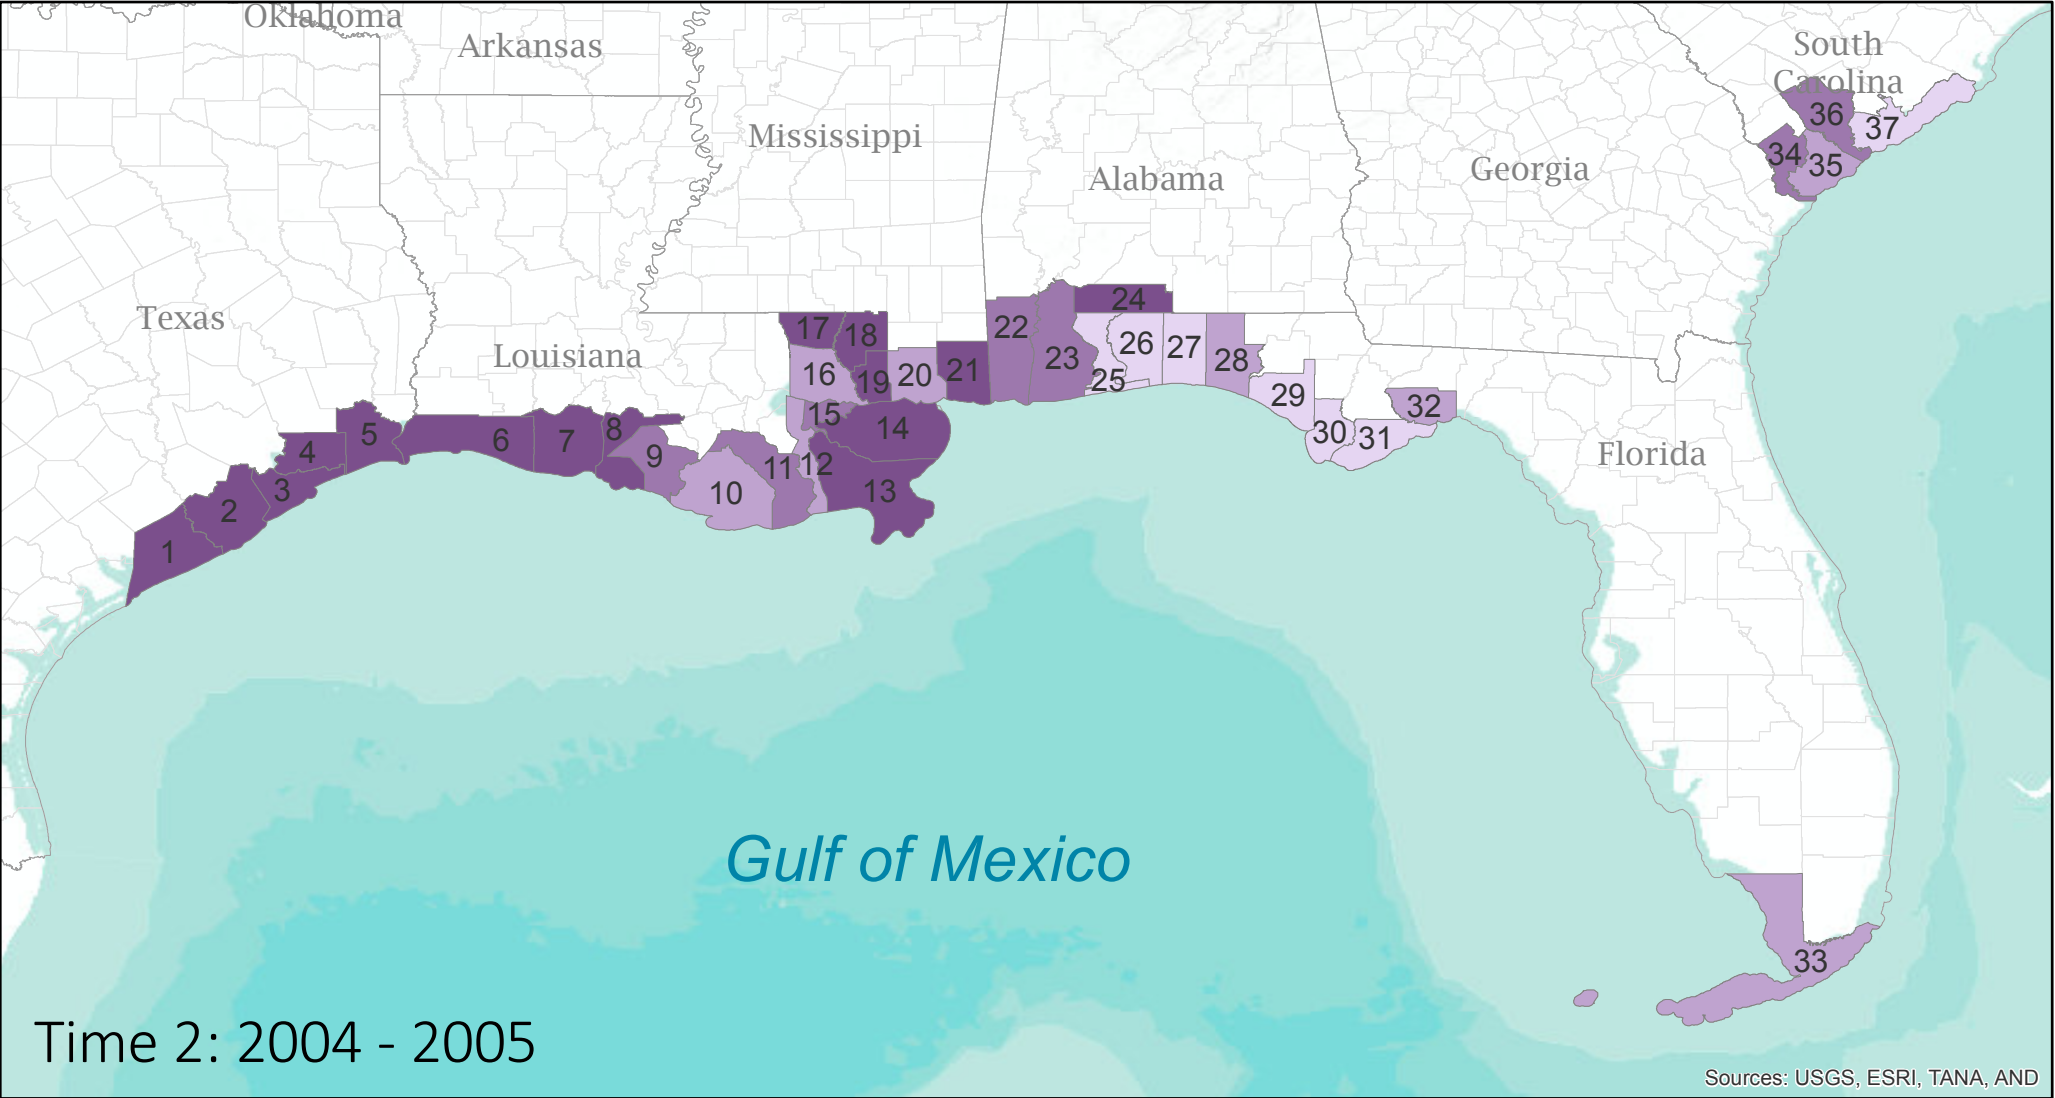 Oklahoma
Arkansas
South
Carolina
Mississippi
Alabama
Georgia
Texas
Louisiana
Florida
36
37
34
35
24
22
23
26
27
28
25
17
18
16
19
20
21
29
30
31
32
15
14
5
4
6
7
8
9
10
11
12
13
3
2
1
Gulf of Mexico
33
Time 2: 2004 - 2005
Sources: USGS, ESRI, TANA, AND